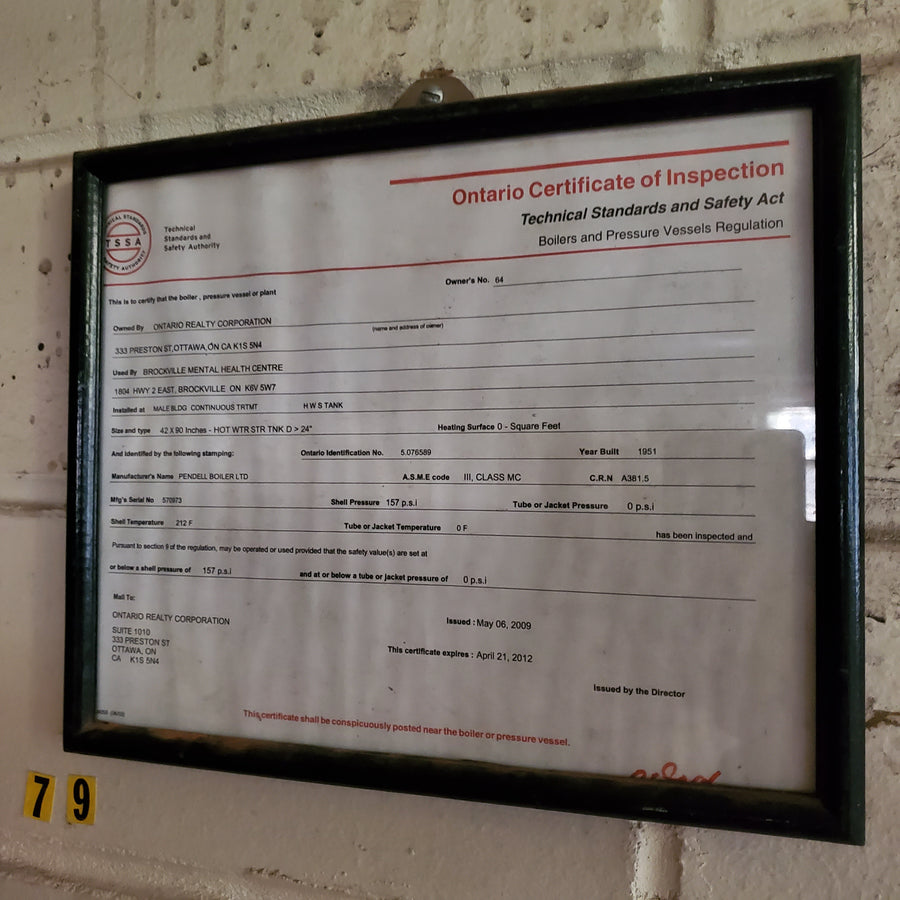 Ontario Certificate of Inspection
Technical Standards and Safety Act
Boilers and Pressure Vessels Regulation
TSSA
Technical
Standards and
Safety Authority
Owner's No. 64
This is to certify that the boiler , pressure vessel or plant
Owned By ONTARIO REALTY CORPORATION
(name and address of owner)
333 PRESTON ST,OTTAWA,ON CA K1S 5N4
Used By BROCKVILLE MENTAL HEALTH CENTRE
1804 HWY 2 EAST, BROCKVILLE ON K6V 5W7
Installed at MALE BLDG CONTINUOUS TRTMT H W S TANK
Size and type 42 X 90 Inches - HOT WTR STR TNK D > 24" Heating Surface 0 - Square Feet
And identified by the following stamping: Ontario Identification No. 5.076589 Year Built 1951
Manufacturer's Name PENDELL BOILER LTD A.S.M.E code III, CLASS MC C.R.N A381.5
Mfg's Serial No 570973 Shell Pressure 157 p.s.i Tube or Jacket Pressure 0 p.s.i
Shell Temperature 212 F Tube or Jacket Temperature 0 F has been inspected and
Pursuant to section 9 of the regulation, may be operated or used provided that the safety value(s) are set at
or below a shell pressure of 157 p.s.i and at or below a tube or jacket pressure of 0 p.s.i
Mail To:
ONTARIO REALTY CORPORATION
SUITE 1010
333 PRESTON ST
OTTAWA, ON
CA K1S 5N4
Issued : May 06, 2009
This certificate expires : April 21, 2012
Issued by the Director
This certificate shall be conspicuously posted near the boiler or pressure vessel.
79